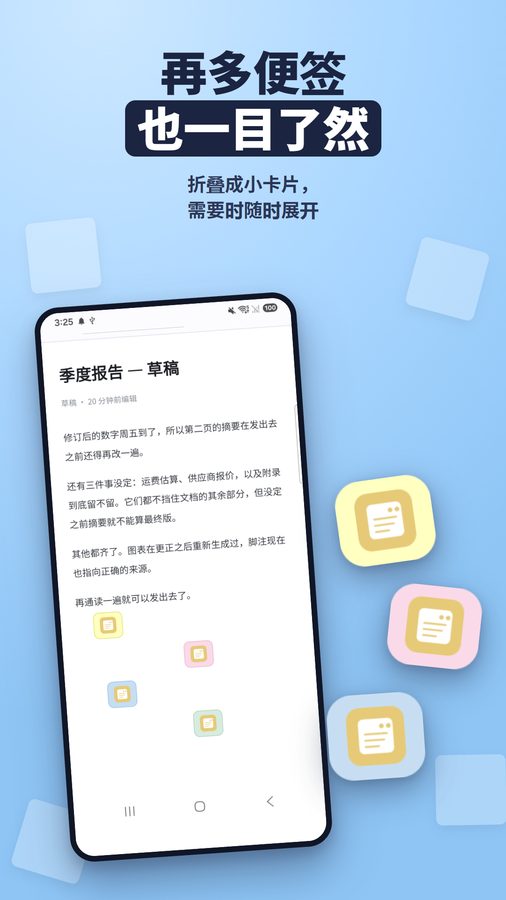 再多便签
也一目了然
折叠成小卡片，
需要时随时展开
3:25
100
季度报告 — 草稿
草稿 · 20 分钟前编辑
修订后的数字周五到了，所以第二页的摘要在发出去
之前还得再改一遍。
还有三件事没定：运费估算、供应商报价，以及附录
到底留不留。它们都不挡住文档的其余部分，但没定
之前摘要就不能算最终版。
其他都齐了。图表在更正之后重新生成过，脚注现在
也指向正确的来源。
再通读一遍就可以发出去了。